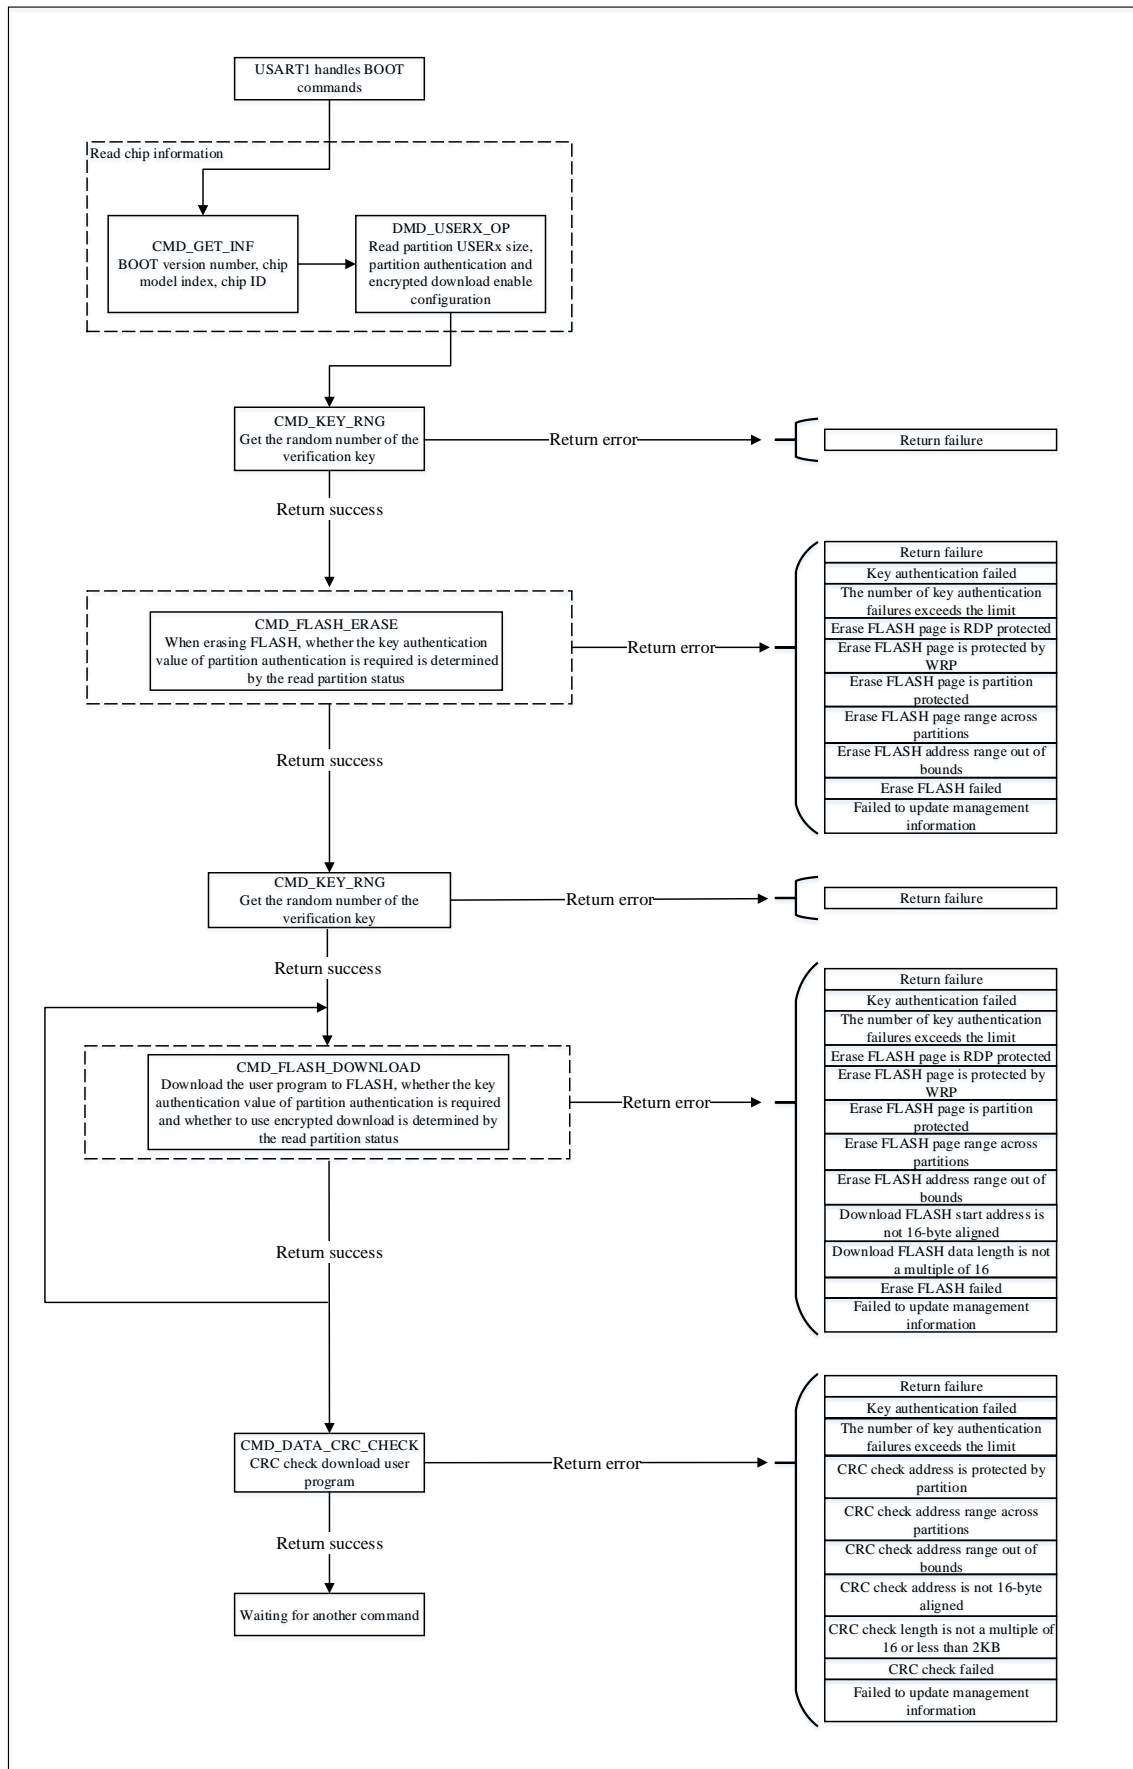 USART1 handles BOOT
commands
Read chip information
CMD_GET_INF
BOOT version number, chip
model index, chip ID
DMD_USERX_OP
Read partition USERx size,
partition authentication and
encrypted download enable
configuration
CMD_KEY_RNG
Get the random number of the
verification key
Return error
Return failure
Return success
CMD_FLASH_ERASE
When erasing FLASH, whether the key authentication
value of partition authentication is required is determined
by the read partition status
Return error
Return failure
Key authentication failed
The number of key authentication
failures exceeds the limit
Erase FLASH page is RDP protected
Erase FLASH page is protected by
WRP
Erase FLASH page is partition
protected
Erase FLASH page range across
partitions
Erase FLASH address range out of
bounds
Erase FLASH failed
Failed to update management
information
Return success
CMD_KEY_RNG
Get the random number of the
verification key
Return error
Return failure
Return success
CMD_FLASH_DOWNLOAD
Download the user program to FLASH, whether the key
authentication value of partition authentication is required
and whether to use encrypted download is determined by
the read partition status
Return error
Return failure
Key authentication failed
The number of key authentication
failures exceeds the limit
Erase FLASH page is RDP protected
Erase FLASH page is protected by
WRP
Erase FLASH page is partition
protected
Erase FLASH page range across
partitions
Erase FLASH address range out of
bounds
Download FLASH start address is
not 16-byte aligned
Download FLASH data length is not
a multiple of 16
Erase FLASH failed
Failed to update management
information
Return success
CMD_DATA_CRC_CHECK
CRC check download user
program
Return error
Return failure
Key authentication failed
The number of key authentication
failures exceeds the limit
CRC check address is protected by
partition
CRC check address range across
partitions
CRC check address range out of
bounds
CRC check address is not 16-byte
aligned
CRC check length is not a multiple of
16 or less than 2KB
CRC check failed
Failed to update management
information
Return success
Waiting for another command